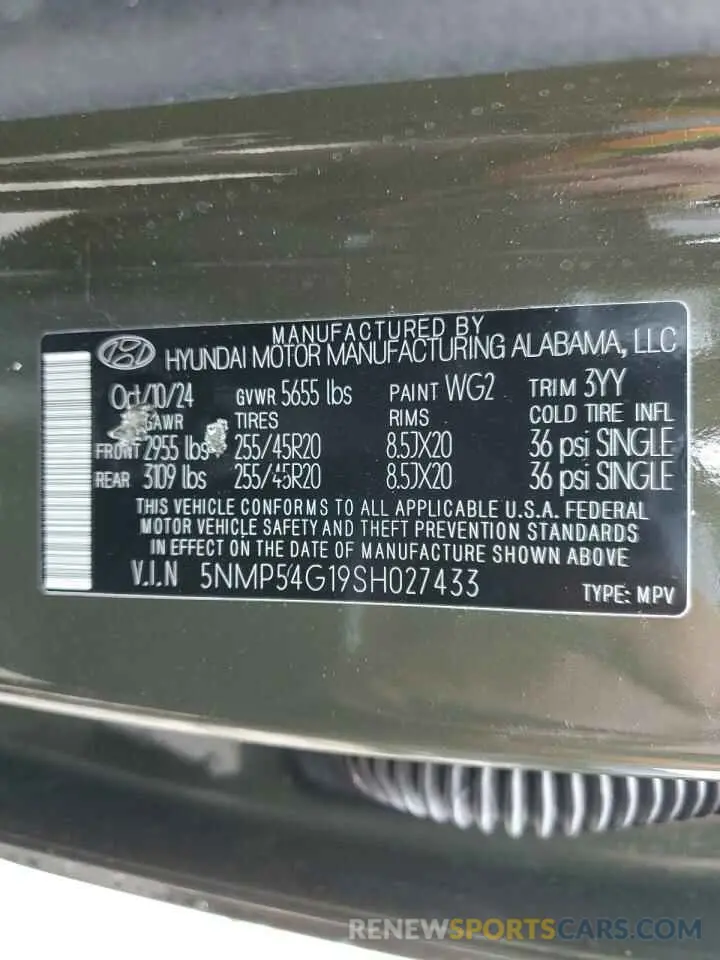 MANUFACTURED BY
HYUNDAI MOTOR MANUFACTURING ALABAMA, LLC
Oct/10/24 GVWR 5655 lbs PAINT WG2 TRIM 3YY
GAWR TIRES RIMS COLD TIRE INFL
FRONT 2955 lbs 255/45R20 8.5JX20 36 psi SINGLE
REAR 3109 lbs 255/45R20 8.5JX20 36 psi SINGLE
THIS VEHICLE CONFORMS TO ALL APPLICABLE U.S.A. FEDERAL
MOTOR VEHICLE SAFETY AND THEFT PREVENTION STANDARDS
IN EFFECT ON THE DATE OF MANUFACTURE SHOWN ABOVE
V.I.N 5NMP54G19SH027433
TYPE: MPV
RENEWSPORTSCARS.COM